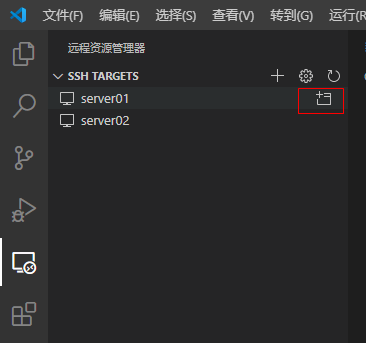 文件(F) 编辑(E) 选择(S) 查看(V) 转到(G) 运行(R
远程资源管理器
SSH TARGETS
server01
server02